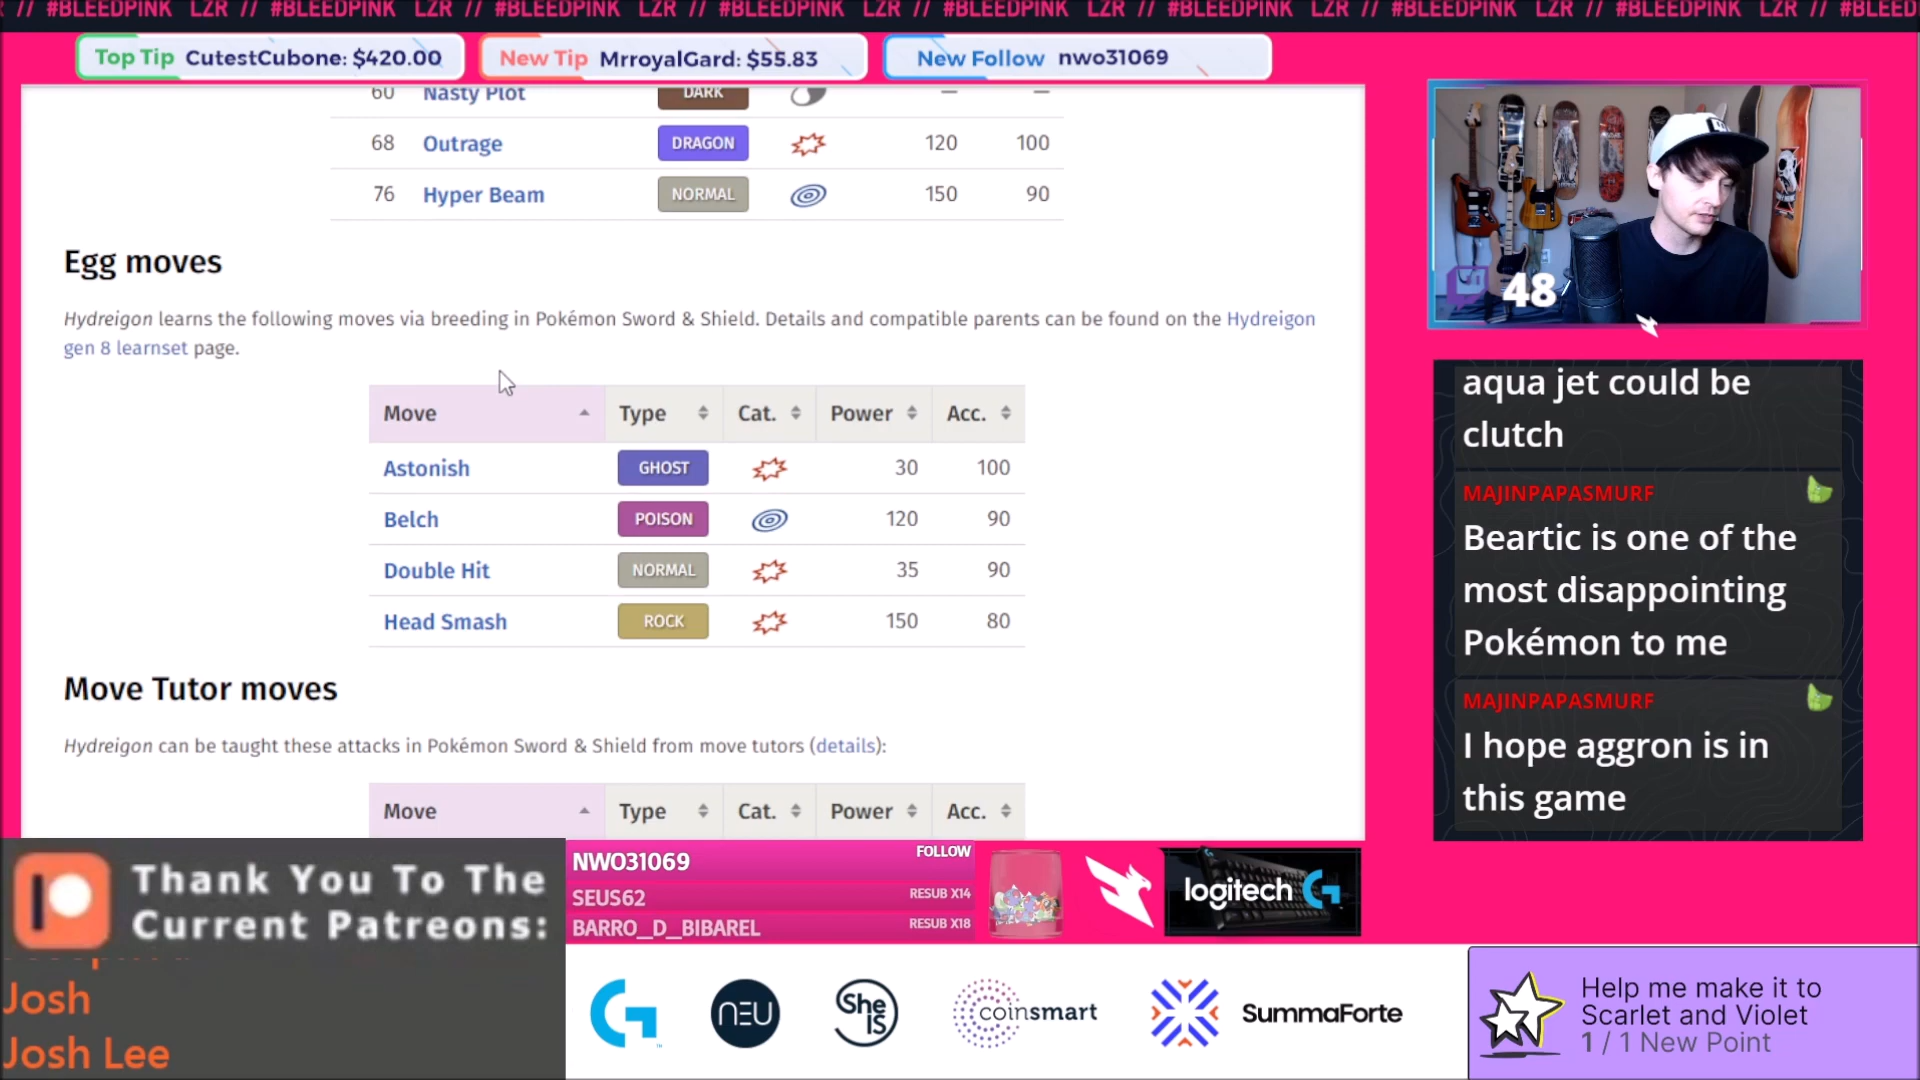 // #BLEEDPINK LZR // #BLEEDPINK LZR // #BLEEDPINK LZR // #BLEEDPINK LZR // #BLEEDPINK LZR // #BLEEDPINK LZR // #BLEEDPINK LZR // #BLEEDPINK LZR // #BLEED
Top Tip CutestCubone: $420.00
New Tip MrroyalGard: $55.83
New Follow nwo31069
60 Nasty Plot DARK — —
68 Outrage DRAGON 120 100
76 Hyper Beam NORMAL 150 90
Egg moves
Hydreigon learns the following moves via breeding in Pokémon Sword & Shield. Details and compatible parents can be found on the Hydreigon
gen 8 learnset page.
Move Type Cat. Power Acc.
Astonish GHOST 30 100
Belch POISON 120 90
Double Hit NORMAL 35 90
Head Smash ROCK 150 80
Move Tutor moves
Hydreigon can be taught these attacks in Pokémon Sword & Shield from move tutors (details):
Move Type Cat. Power Acc.
48
aqua jet could be
clutch
MAJINPAPASMURF
Beartic is one of the
most disappointing
Pokémon to me
MAJINPAPASMURF
I hope aggron is in
this game
Thank You To The
Current Patreons:
Josh
Josh Lee
NWO31069 FOLLOW
SEUS62 RESUB X14
BARRO_D_BIBAREL RESUB X18
logitech G
NEU
She IS
coinsmart
SummaForte
Help me make it to
Scarlet and Violet
1 / 1 New Point